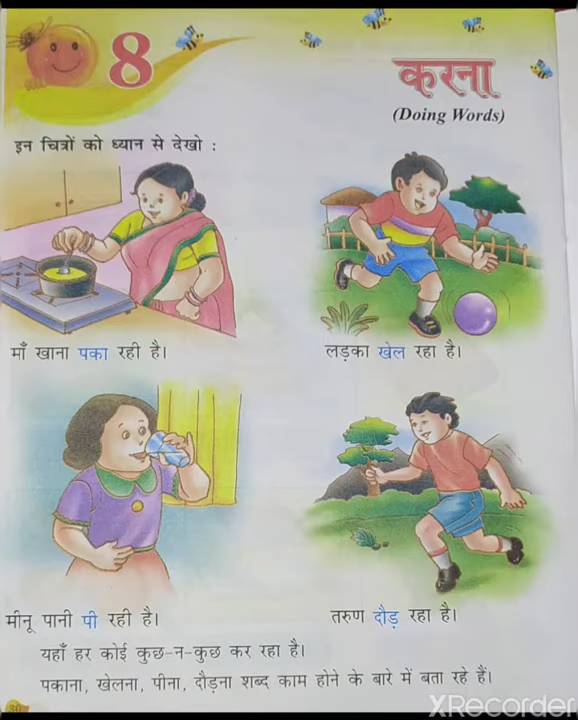 8
करना
(Doing Words)
इन चित्रों को ध्यान से देखो :
माँ खाना पका रही है।
लड़का खेल रहा है।
मीनू पानी पी रही है।
तरुण दौड़ रहा है।
यहाँ हर कोई कुछ-न-कुछ कर रहा है।
पकाना, खेलना, पीना, दौड़ना शब्द काम होने के बारे में बता रहे हैं।
XRecorder